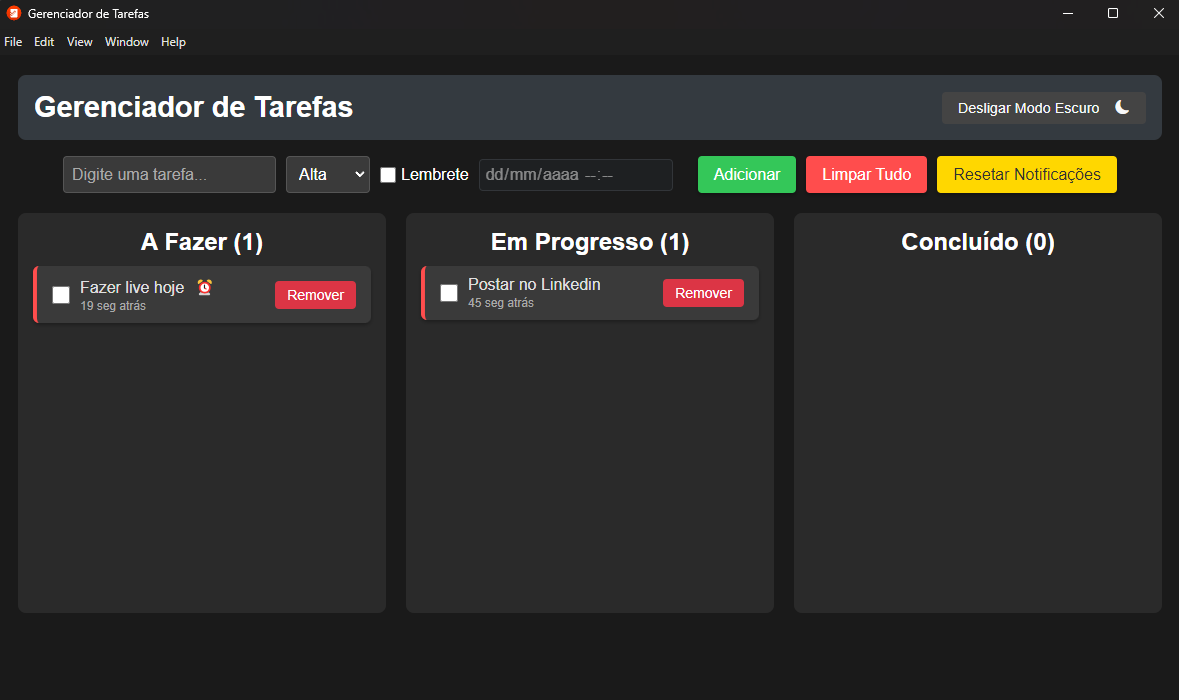 Gerenciador de Tarefas
File Edit View Window Help
Gerenciador de Tarefas
Desligar Modo Escuro
Digite uma tarefa... Alta Lembrete dd/mm/aaaa --:-- Adicionar Limpar Tudo Resetar Notificações
A Fazer (1)
Fazer live hoje
19 seg atrás
Remover
Em Progresso (1)
Postar no Linkedin
45 seg atrás
Remover
Concluído (0)